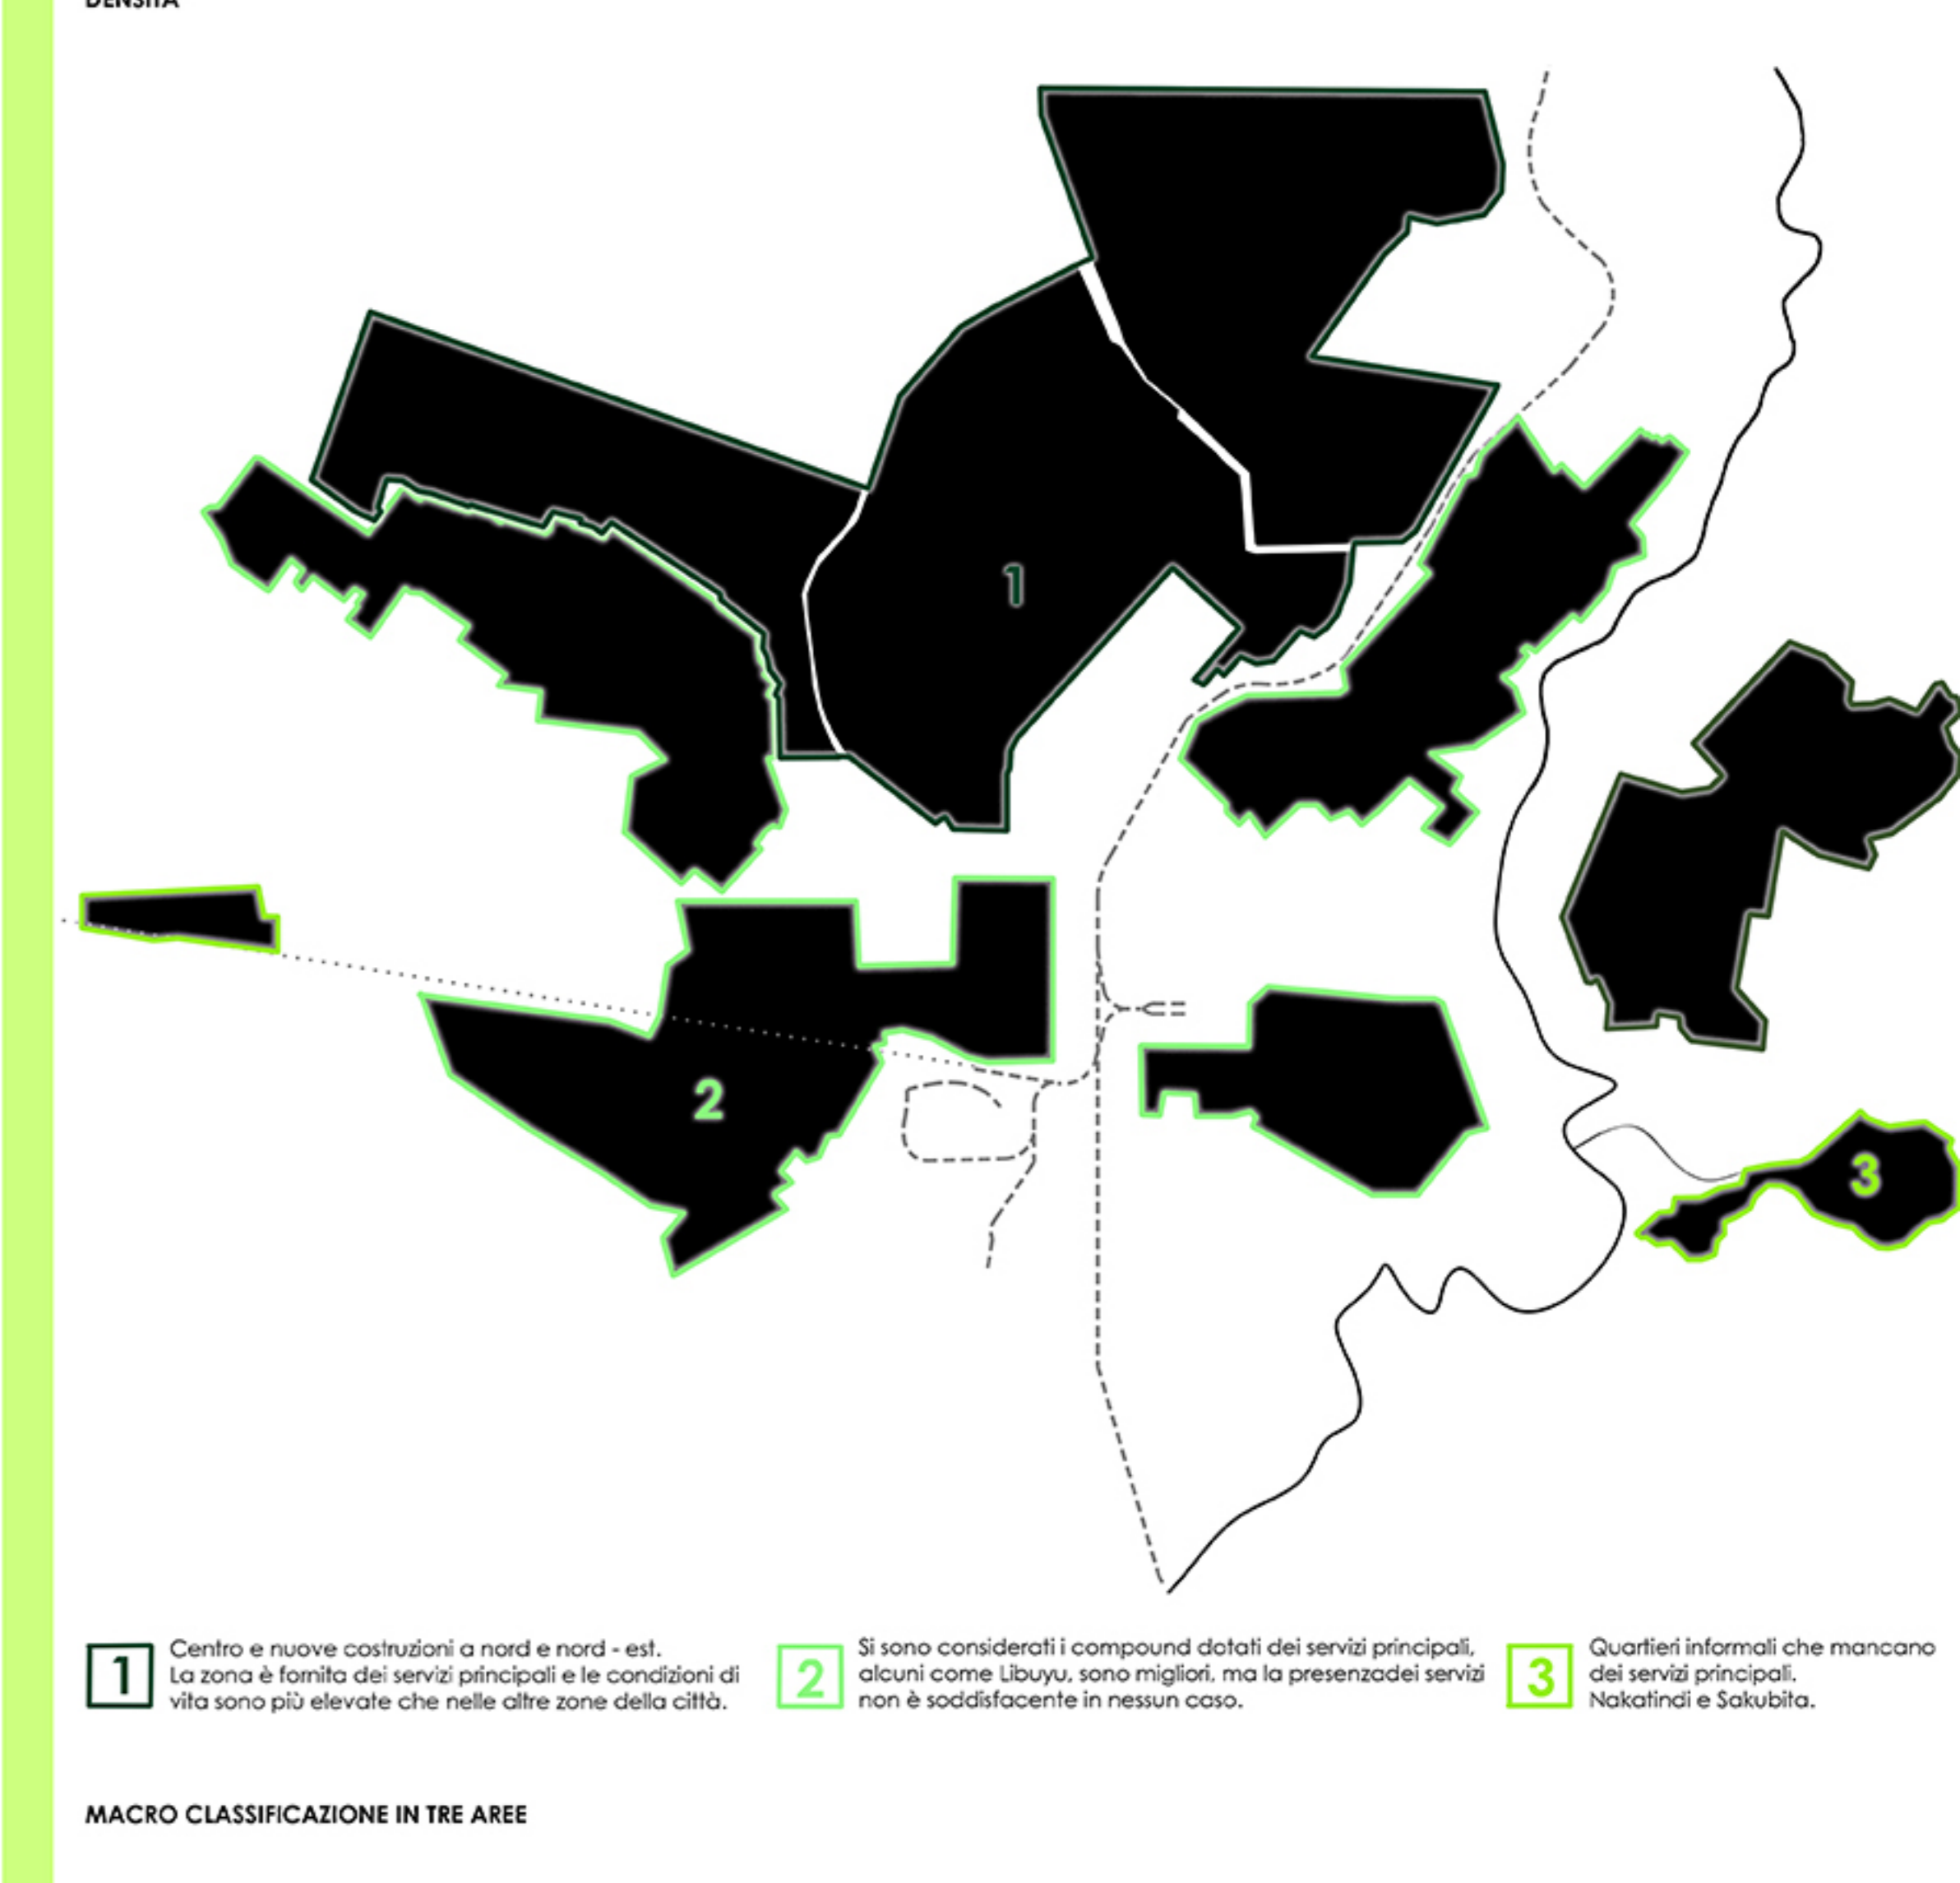 DENSITÀ
1
2
3
1
Centro e nuove costruzioni a nord e nord - est.
La zona è fornita dei servizi principali e le condizioni di
vita sono più elevate che nelle altre zone della città.
2
Si sono considerati i compound dotati dei servizi principali,
alcuni come Libuyu, sono migliori, ma la presenzadei servizi
non è soddisfacente in nessun caso.
3
Quartieri informali che mancano
dei servizi principali.
Nakatindi e Sakubita.
MACRO CLASSIFICAZIONE IN TRE AREE